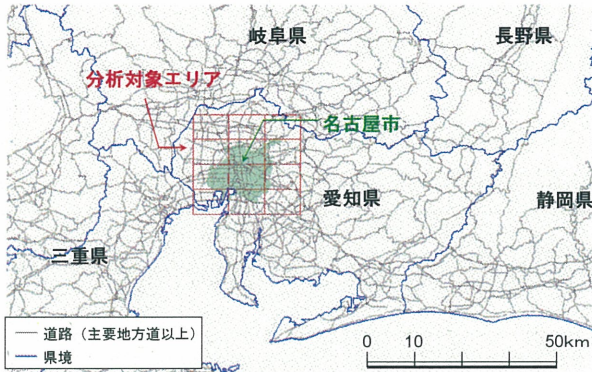 岐阜県
長野県
分析対象エリア
名古屋市
愛知県
静岡県
三重県
道路（主要地方道以上）
県境
0 10 50km